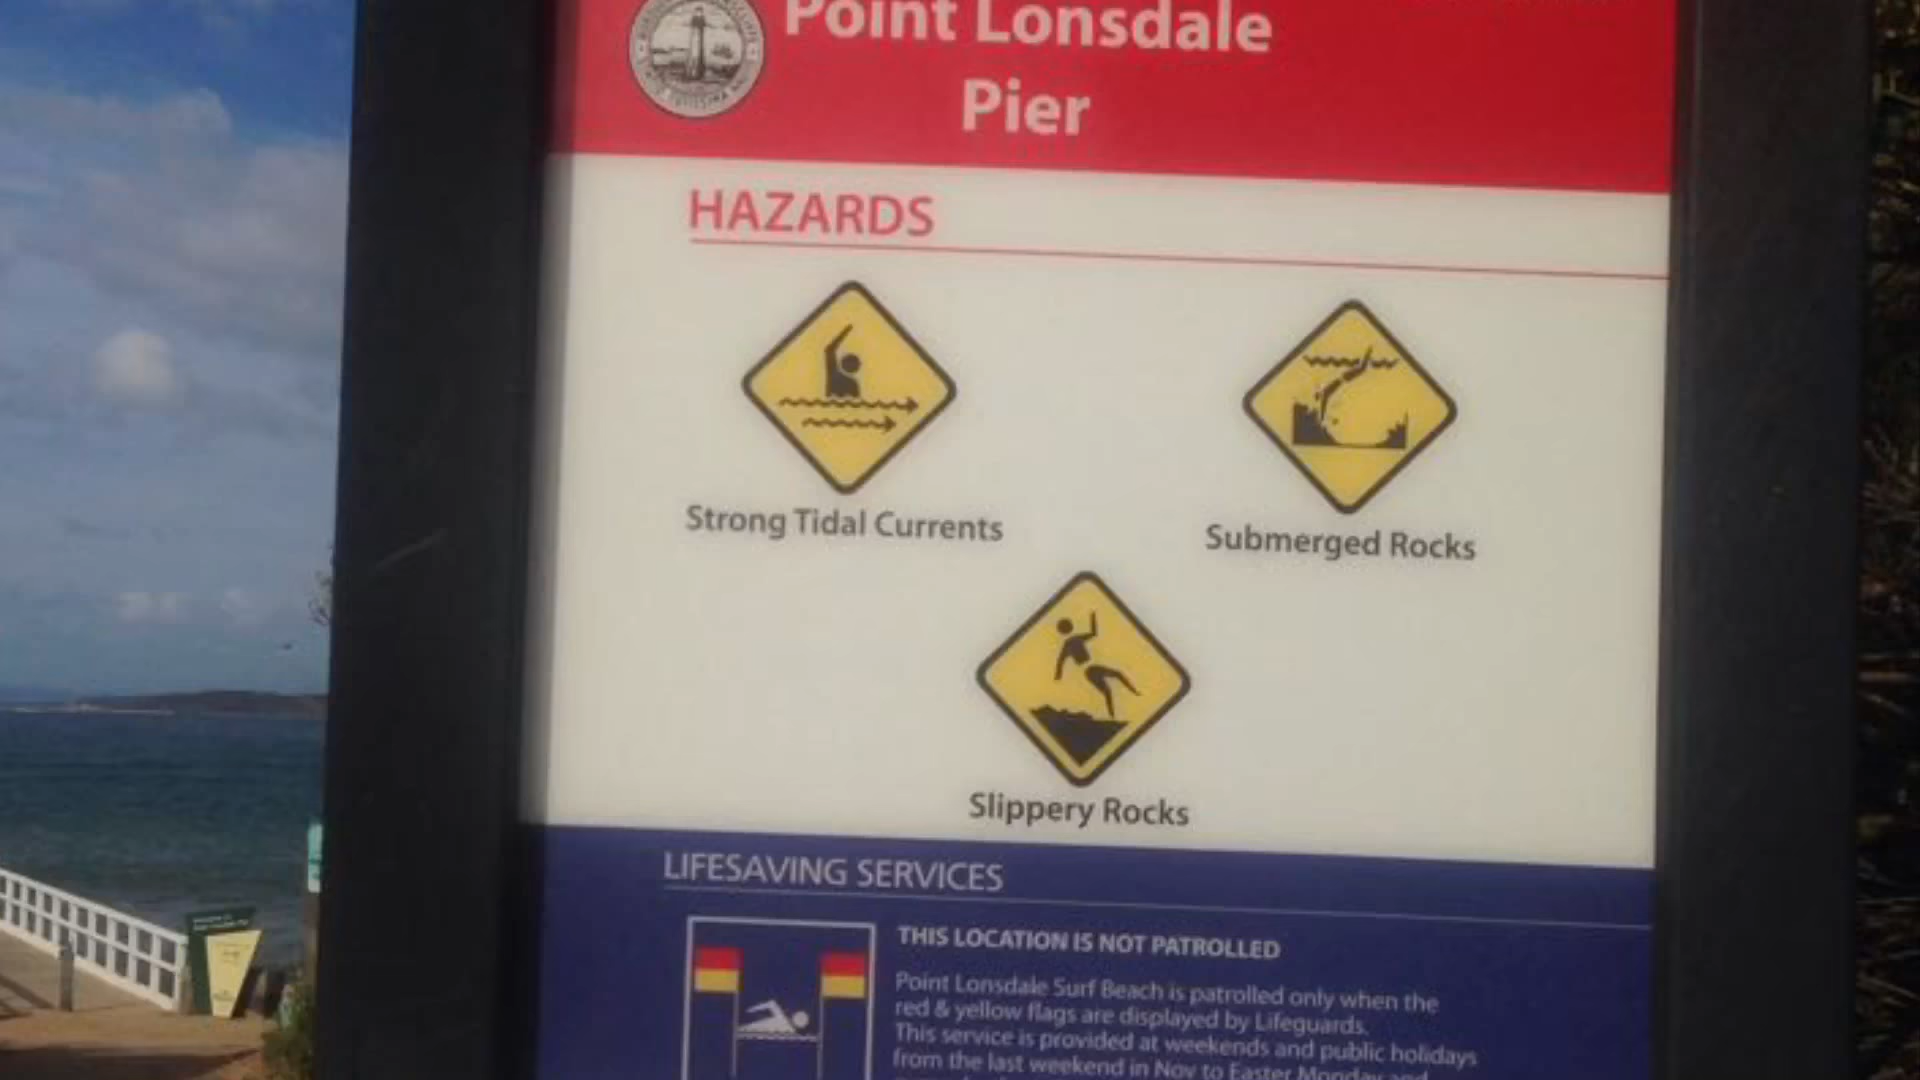 Point Lonsdale
Pier
HAZARDS
Strong Tidal Currents
Submerged Rocks
Slippery Rocks
LIFESAVING SERVICES
THIS LOCATION IS NOT PATROLLED
Point Lonsdale Surf Beach is patrolled only when the
red & yellow flags are displayed by Lifeguards.
This service is provided at weekends and public holidays
from the last weekend in Nov to Easter Monday and